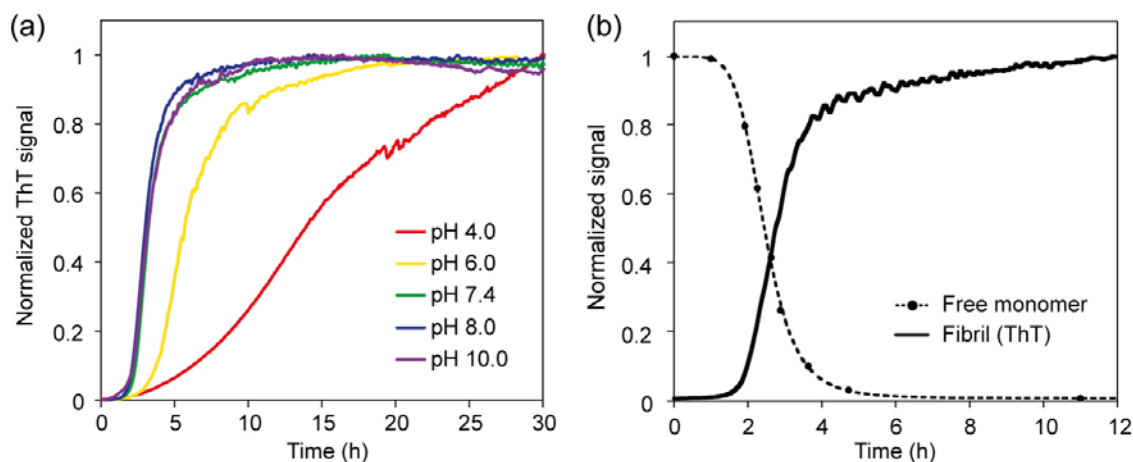 (a)
Normalized ThT signal
1
0.8
0.6
0.4
0.2
0
pH 4.0
pH 6.0
pH 7.4
pH 8.0
pH 10.0
0 5 10 15 20 25 30
Time (h)
(b)
Normalized signal
1
0.8
0.6
0.4
0.2
0
Free monomer
Fibril (ThT)
0 2 4 6 8 10 12
Time (h)